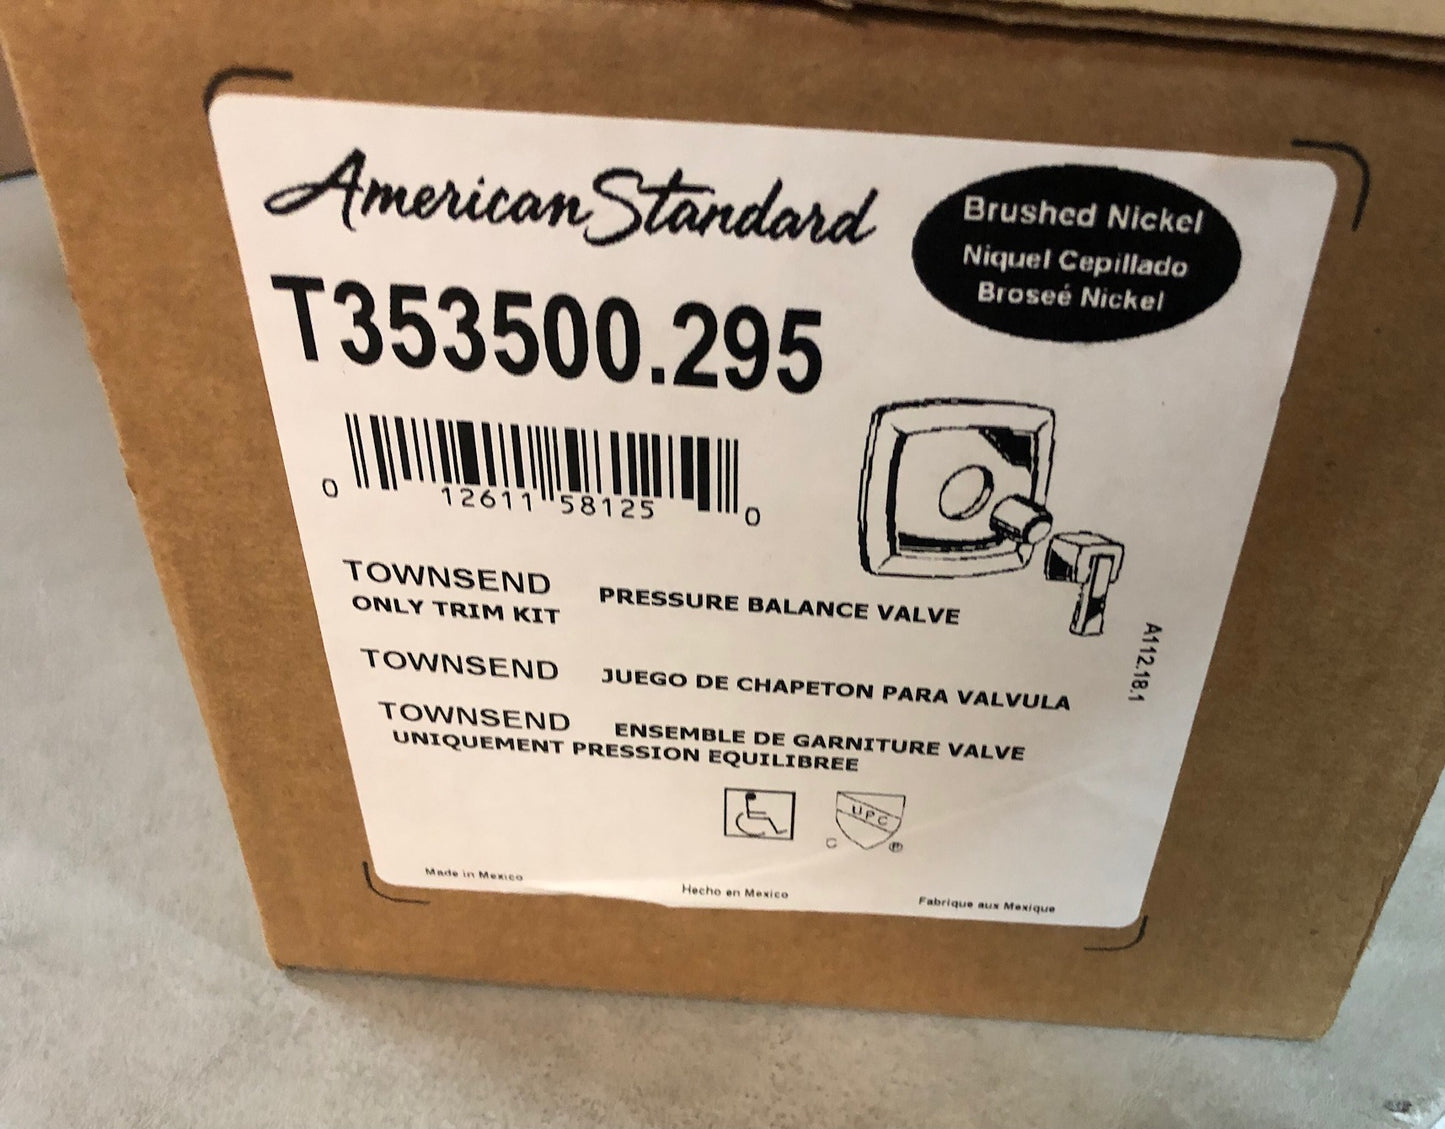 American Standard
Brushed Nickel
Niquel Cepillado
Broseé Nickel
T353500.295
0 12611 58125 0
TOWNSEND PRESSURE BALANCE VALVE
ONLY TRIM KIT
TOWNSEND JUEGO DE CHAPETON PARA VALVULA
TOWNSEND ENSEMBLE DE GARNITURE VALVE
UNIQUEMENT PRESSION EQUILIBREE
A112.18.1
UPC
C ®
Made in Mexico
Hecho en Mexico
Fabrique aux Mexique